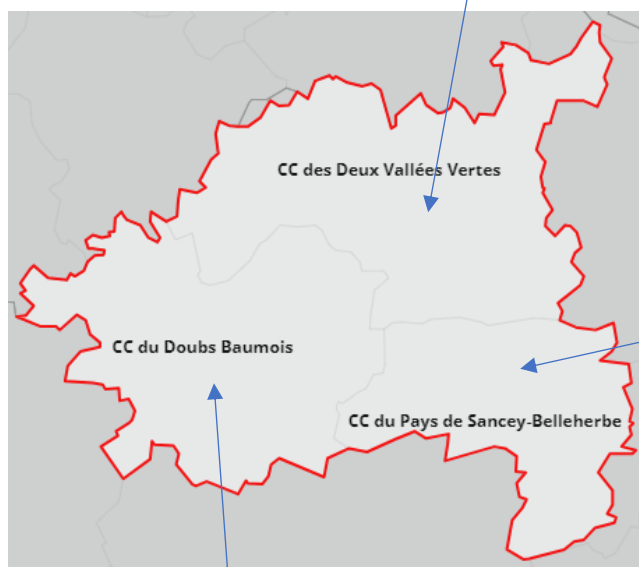 CC des Deux Vallées Vertes
CC du Doubs Baumois
CC du Pays de Sancey-Belleherbe